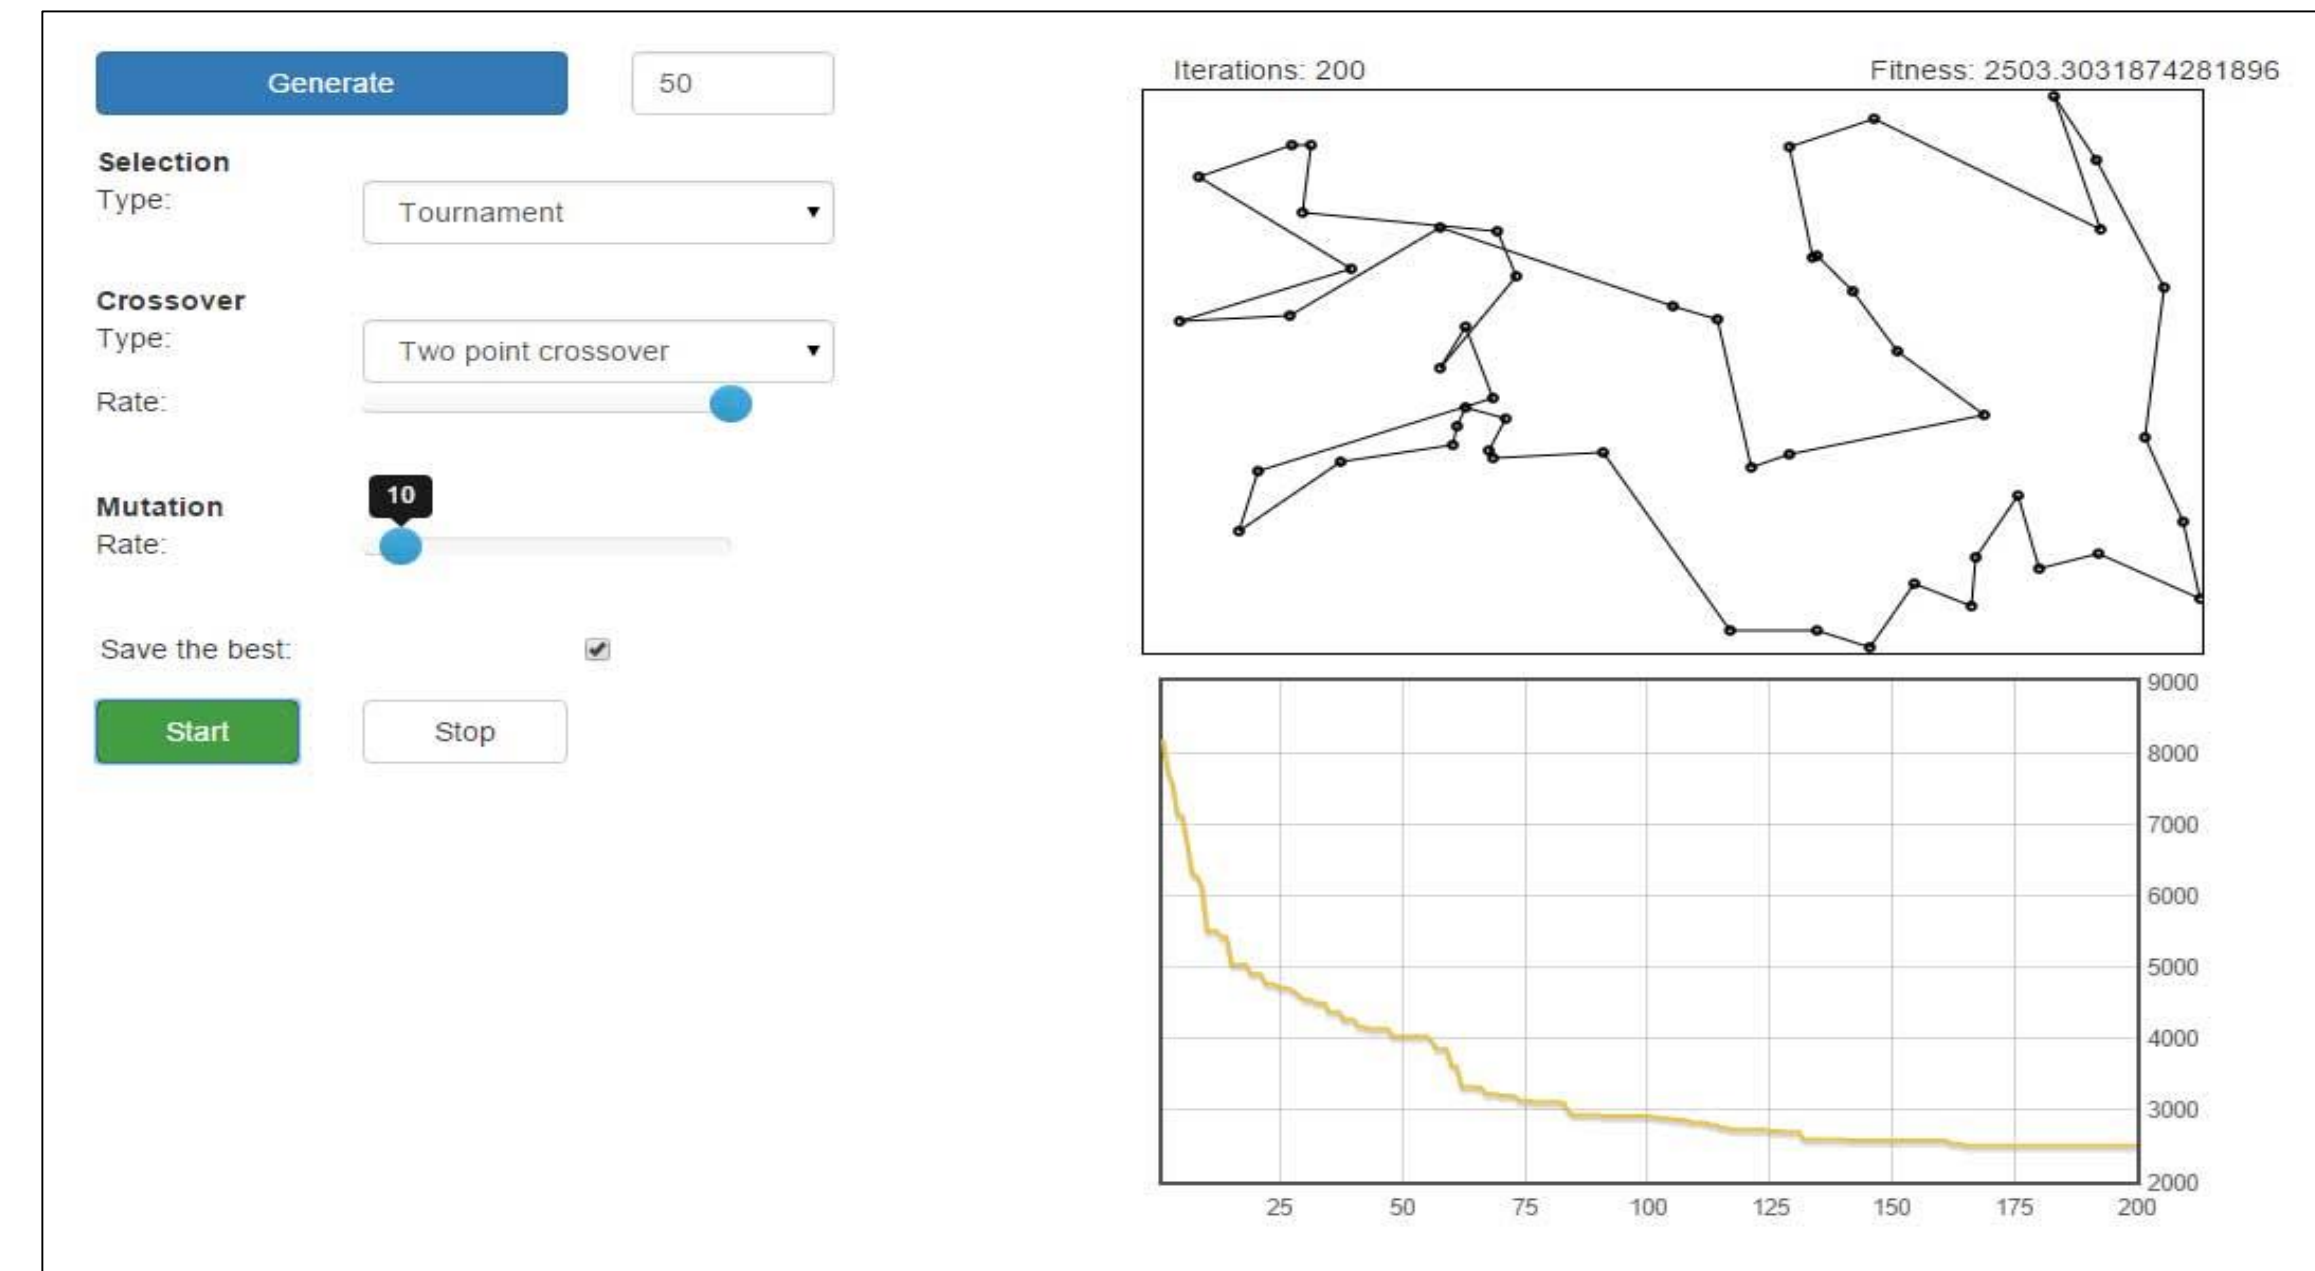 Generate
50
Selection
Type:
Tournament
Crossover
Type:
Two point crossover
Rate:
10
Mutation
Rate:
Save the best:
Start
Stop
Iterations: 200
Fitness: 2503.3031874281896
9000
8000
7000
6000
5000
4000
3000
2000
25 50 75 100 125 150 175 200